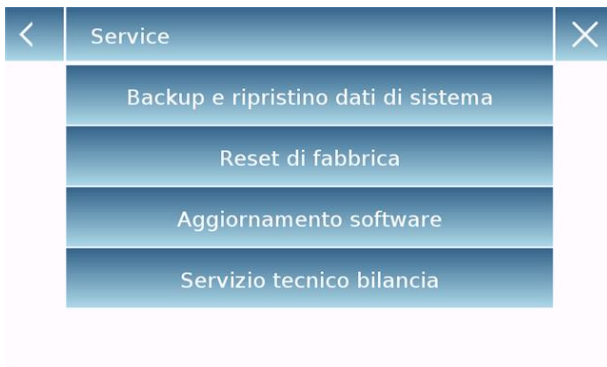 Service
Backup e ripristino dati di sistema
Reset di fabbrica
Aggiornamento software
Servizio tecnico bilancia